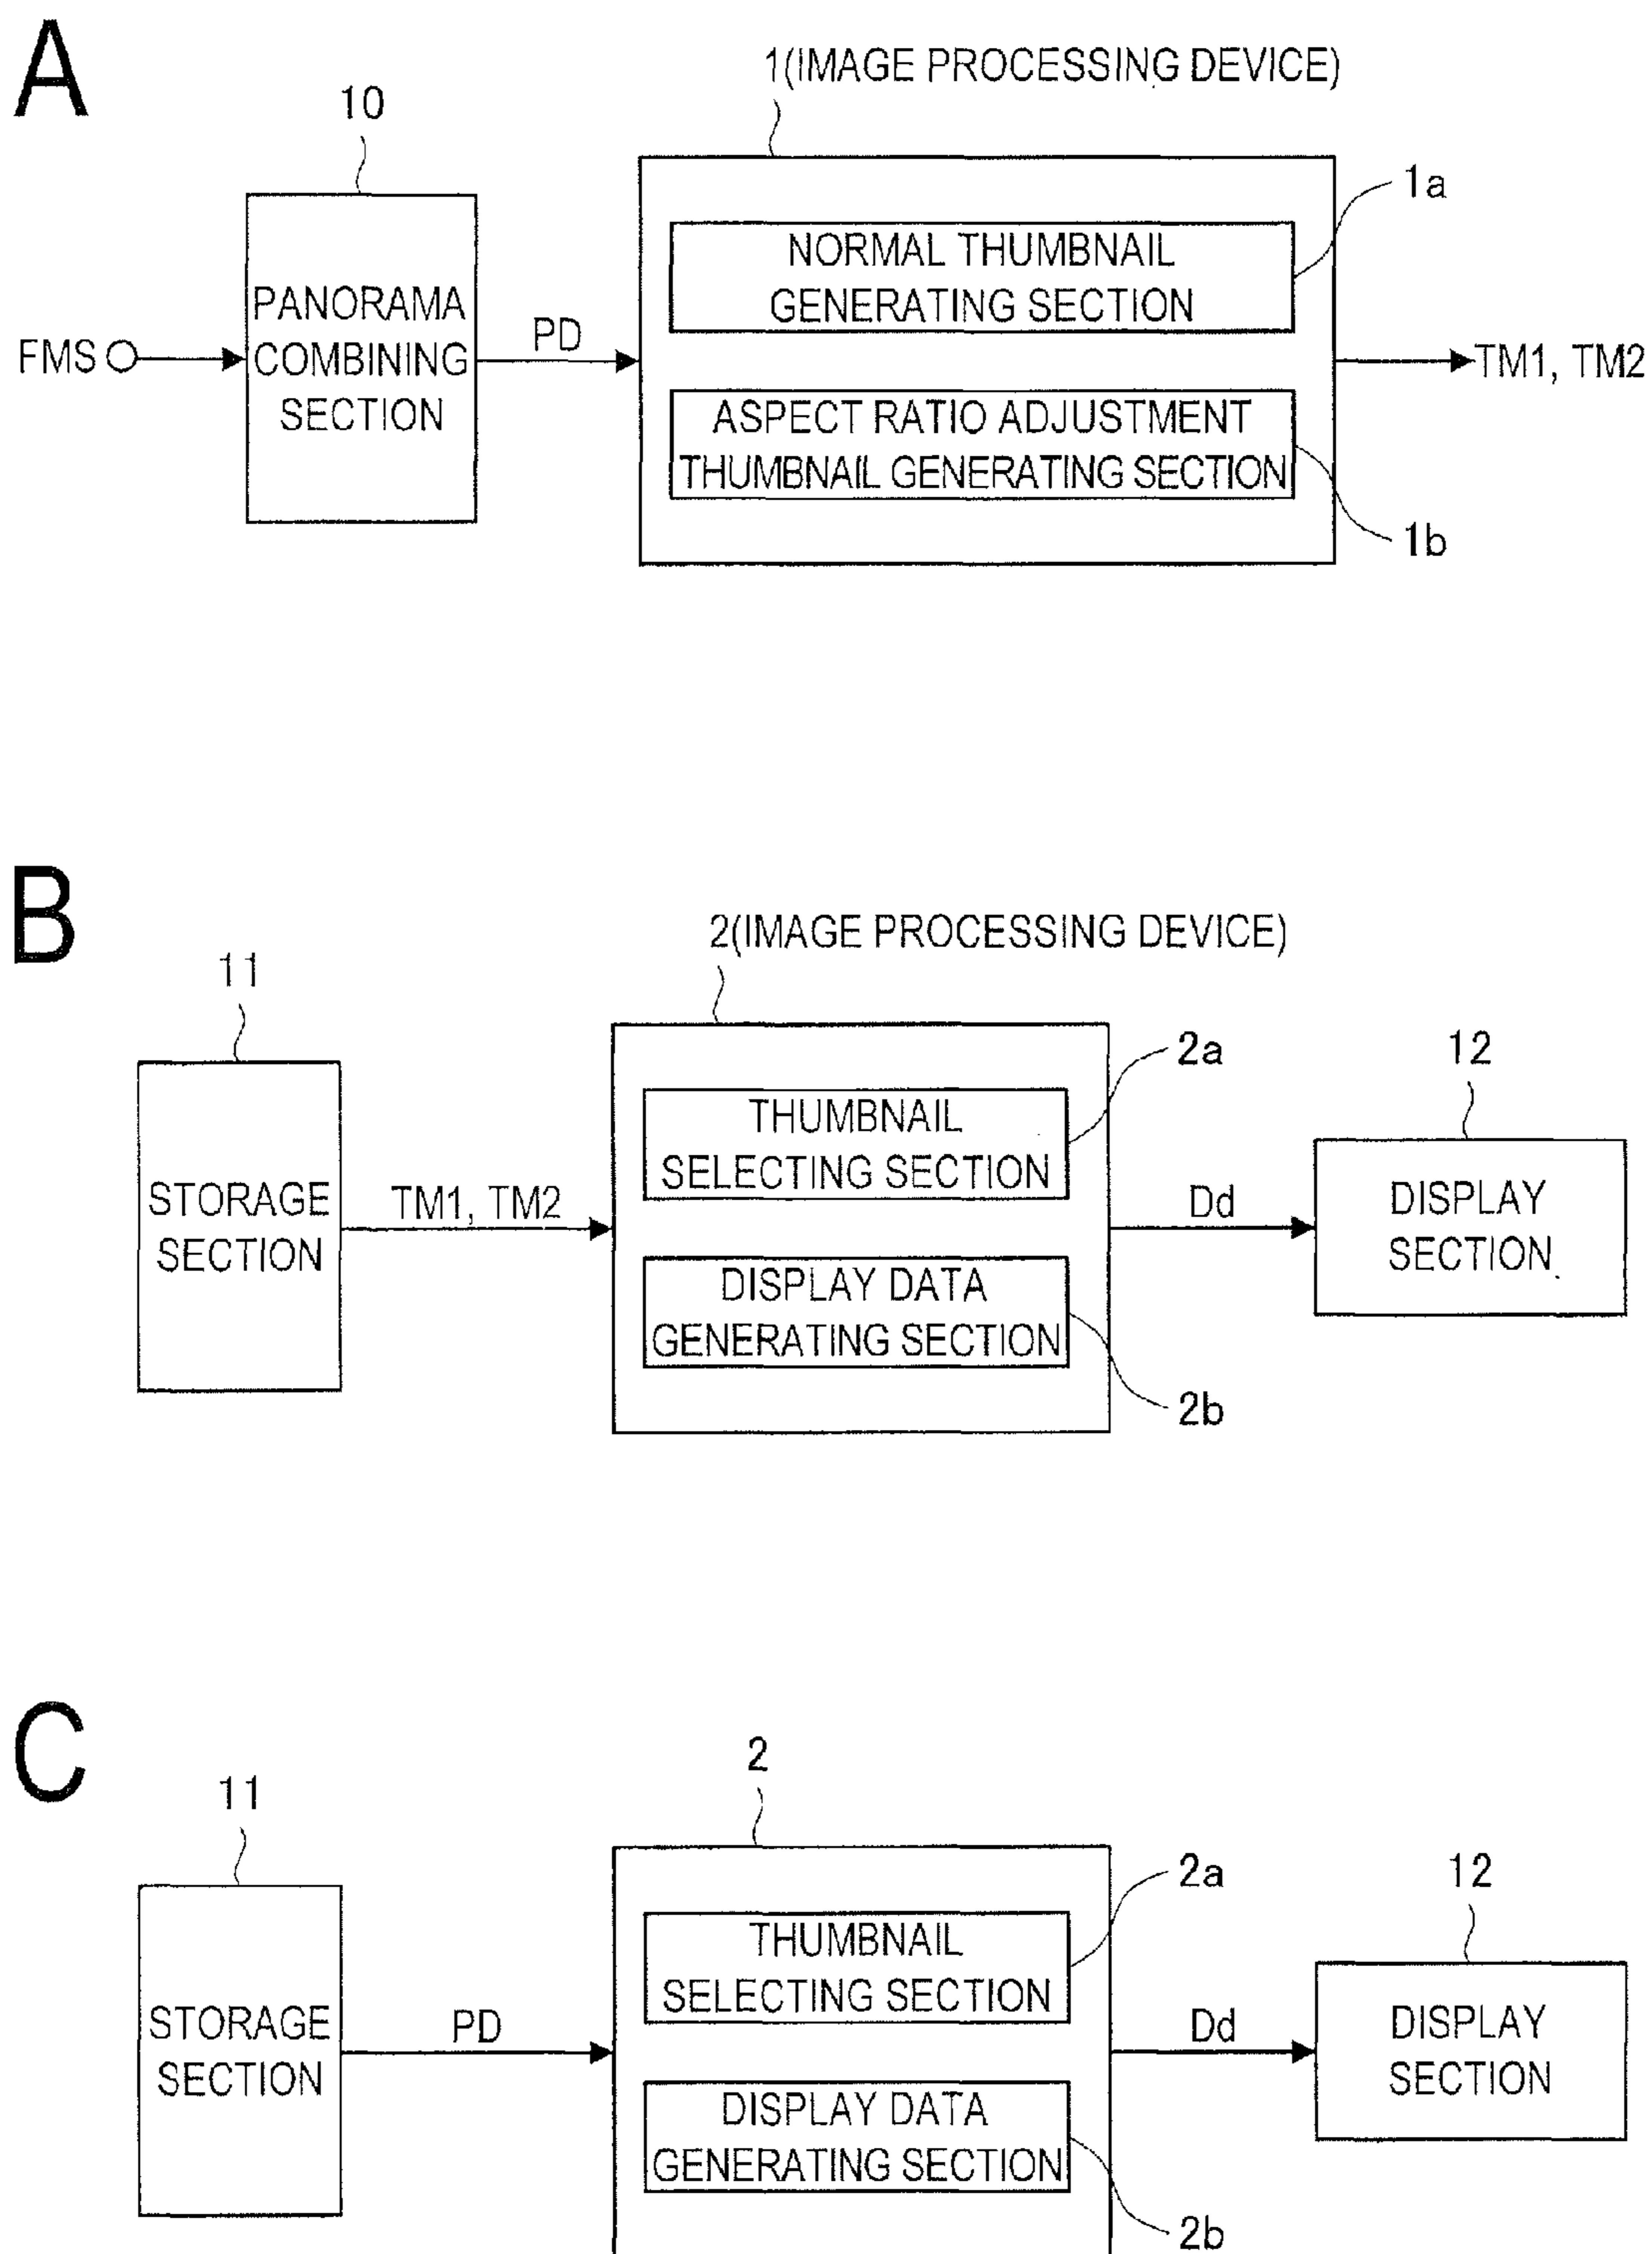 A
1(IMAGE PROCESSING DEVICE)
10
1a
NORMAL THUMBNAIL
GENERATING SECTION
PANORAMA
COMBINING
SECTION
FMS
PD
TM1, TM2
ASPECT RATIO ADJUSTMENT
THUMBNAIL GENERATING SECTION
1b
B
2(IMAGE PROCESSING DEVICE)
11
2a
12
THUMBNAIL
SELECTING SECTION
STORAGE
SECTION
TM1, TM2
Dd
DISPLAY
SECTION
DISPLAY DATA
GENERATING SECTION
2b
C
2
11
2a
12
THUMBNAIL
SELECTING SECTION
STORAGE
SECTION
PD
Dd
DISPLAY
SECTION
DISPLAY DATA
GENERATING SECTION
2b